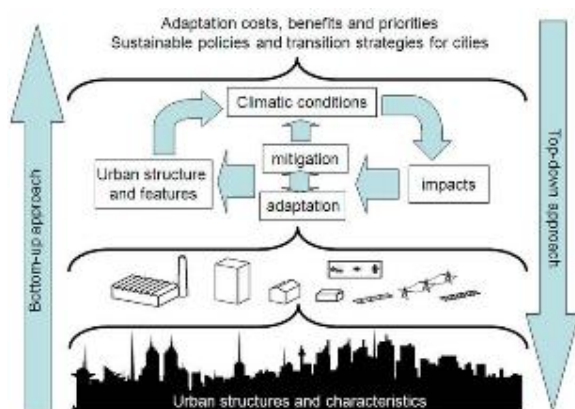 Adaptation costs, benefits and priorities
Sustainable policies and transition strategies for cities
Climatic conditions
mitigation
Urban structure
and features
impacts
adaptation
Bottom-up approach
Top-down approach
Urban structures and characteristics